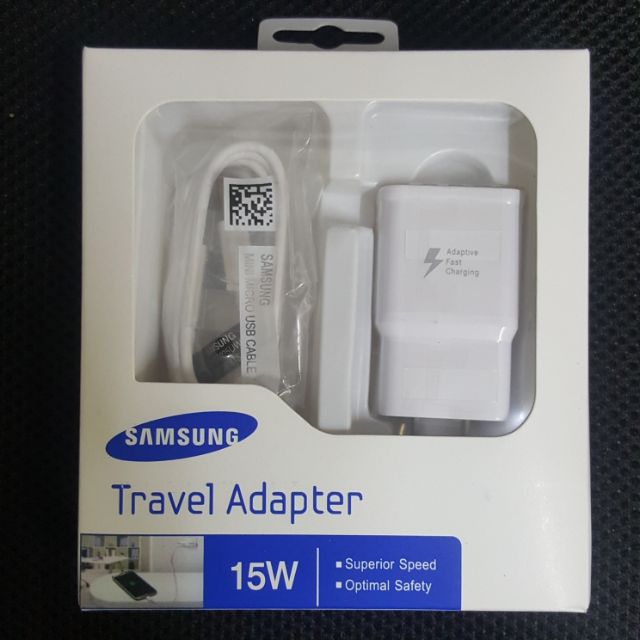 Adaptive
Fast
Charging
SAMSUNG
MINI MICRO USB CABLE
SAMSUNG
Travel Adapter
15W
▪ Superior Speed
▪ Optimal Safety